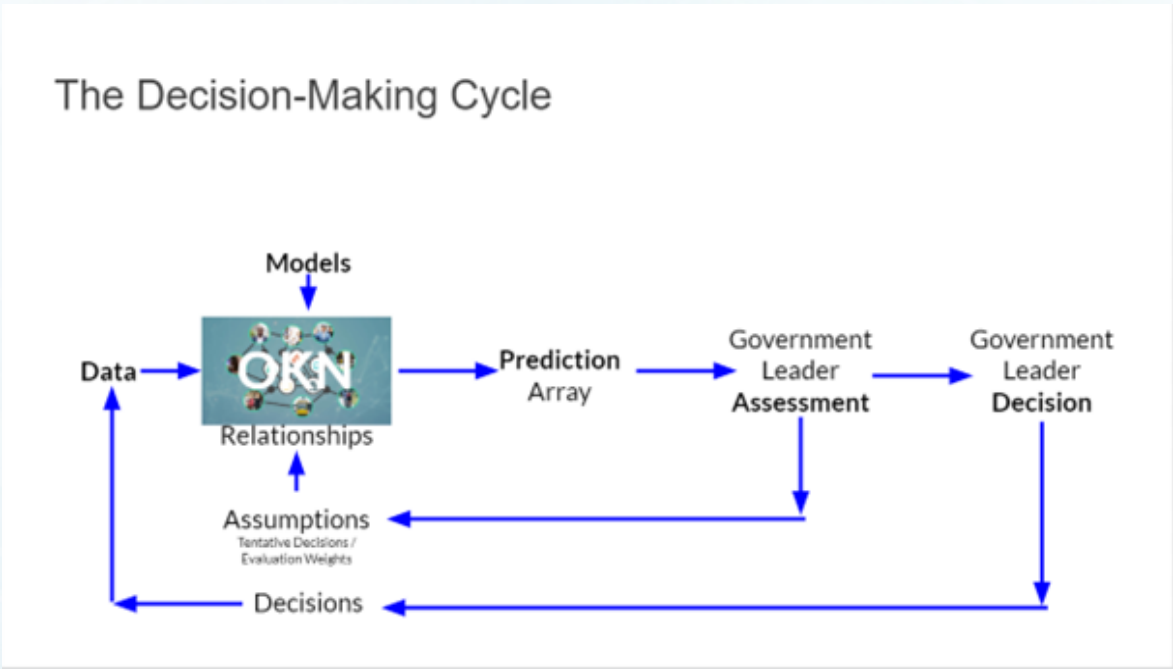 The Decision-Making Cycle
Models
Data
OKN
Relationships
Prediction
Array
Government
Leader
Assessment
Government
Leader
Decision
Assumptions
Tentative Decisions /
Evaluation Weights
Decisions